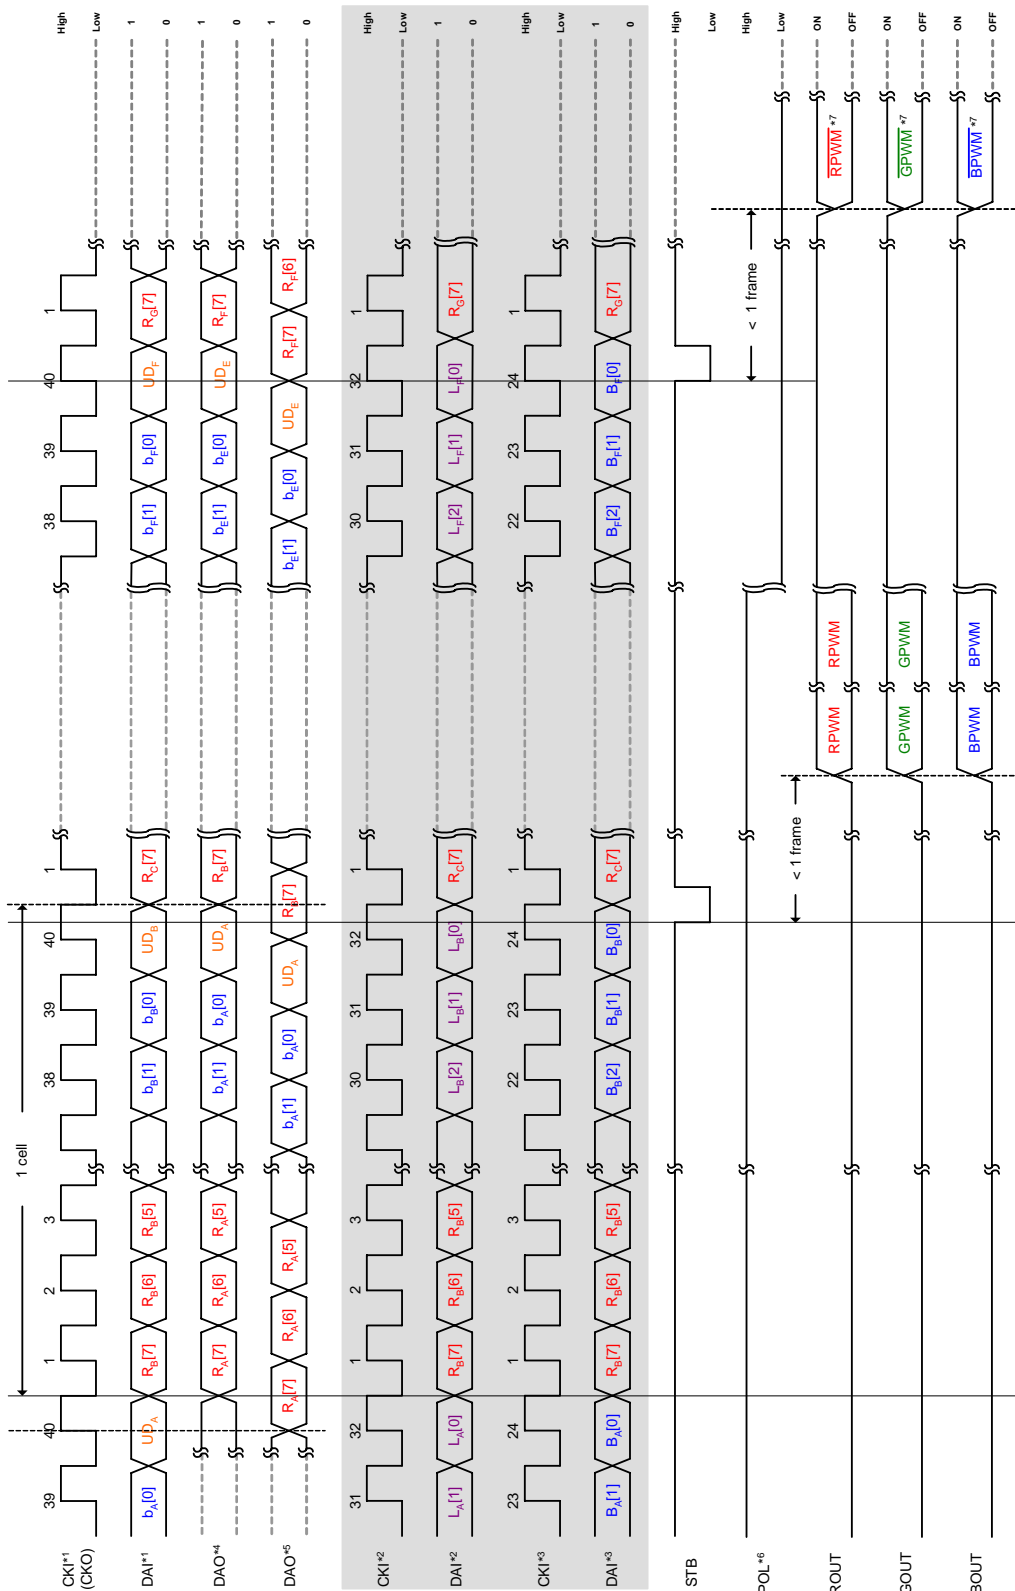 CKI*1
(CKO)
39
40
1
2
3
38
39
40
1
38
39
40
1
High
Low
1 cell
DAI*1
bA[0]
UDA
RB[7]
RB[6]
RB[5]
bB[1]
bB[0]
UDB
RC[7]
bF[1]
bF[0]
UDF
RG[7]
1
0
DAO*4
RA[7]
RA[6]
RA[5]
bA[1]
bA[0]
UDA
RB[7]
bE[1]
bE[0]
UDE
RF[7]
1
0
DAO*5
RA[7]
RA[6]
RA[5]
bA[1]
bA[0]
UDA
RB[7]
bE[1]
bE[0]
UDE
RF[7]
RF[6]
1
0
CKI*2
31
32
1
2
3
30
31
32
1
30
31
32
1
High
Low
DAI*2
LA[1]
LA[0]
RB[7]
RB[6]
RB[5]
LB[2]
LB[1]
LB[0]
RC[7]
LF[2]
LF[1]
LF[0]
RG[7]
1
0
CKI*3
23
24
1
2
3
22
23
24
1
22
23
24
1
High
Low
DAI*3
BA[1]
BA[0]
RB[7]
RB[6]
RB[5]
BB[2]
BB[1]
BB[0]
RC[7]
BF[2]
BF[1]
BF[0]
RG[7]
1
0
STB
High
Low
< 1 frame
POL*6
High
Low
< 1 frame
ROUT
RPWM
RPWM
RPWM*7
ON
OFF
GOUT
GPWM
GPWM
GPWM*7
ON
OFF
BOUT
BPWM
BPWM
BPWM*7
ON
OFF